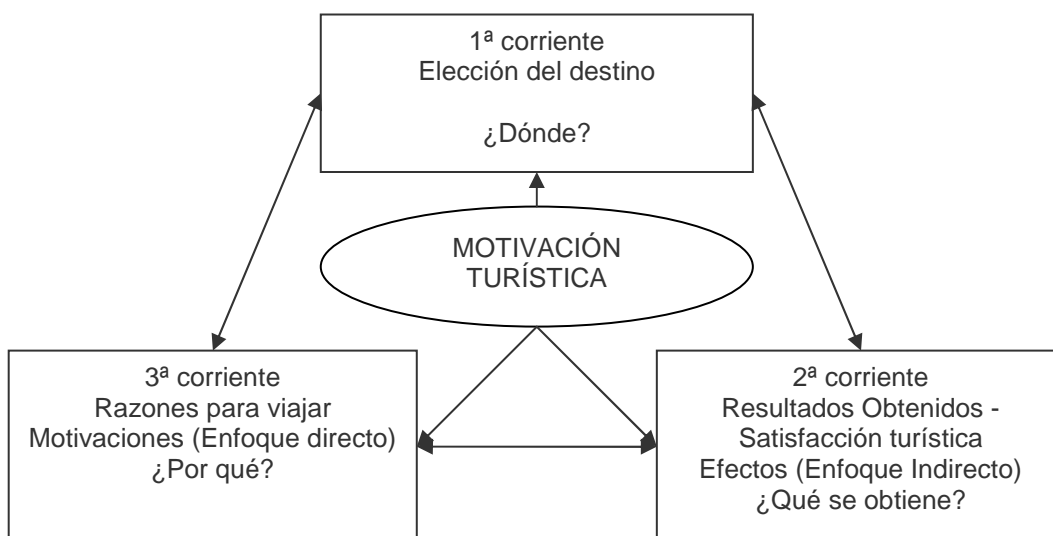 1ª corriente
Elección del destino
¿Dónde?
MOTIVACIÓN
TURÍSTICA
3ª corriente
Razones para viajar
Motivaciones (Enfoque directo)
¿Por qué?
2ª corriente
Resultados Obtenidos -
Satisfacción turística
Efectos (Enfoque Indirecto)
¿Qué se obtiene?